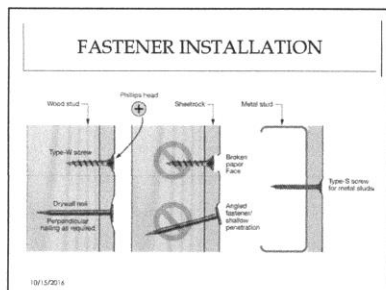 FASTENER INSTALLATION
Phillips head
Wood stud
Sheetrock
Metal stud
Type-W screw
Broken
paper
Face
Type-S screw
for metal studs
Drywall nail
Perpendicular
nailing as required.
Angled
fastener/
shallow
penetration
10/15/2016